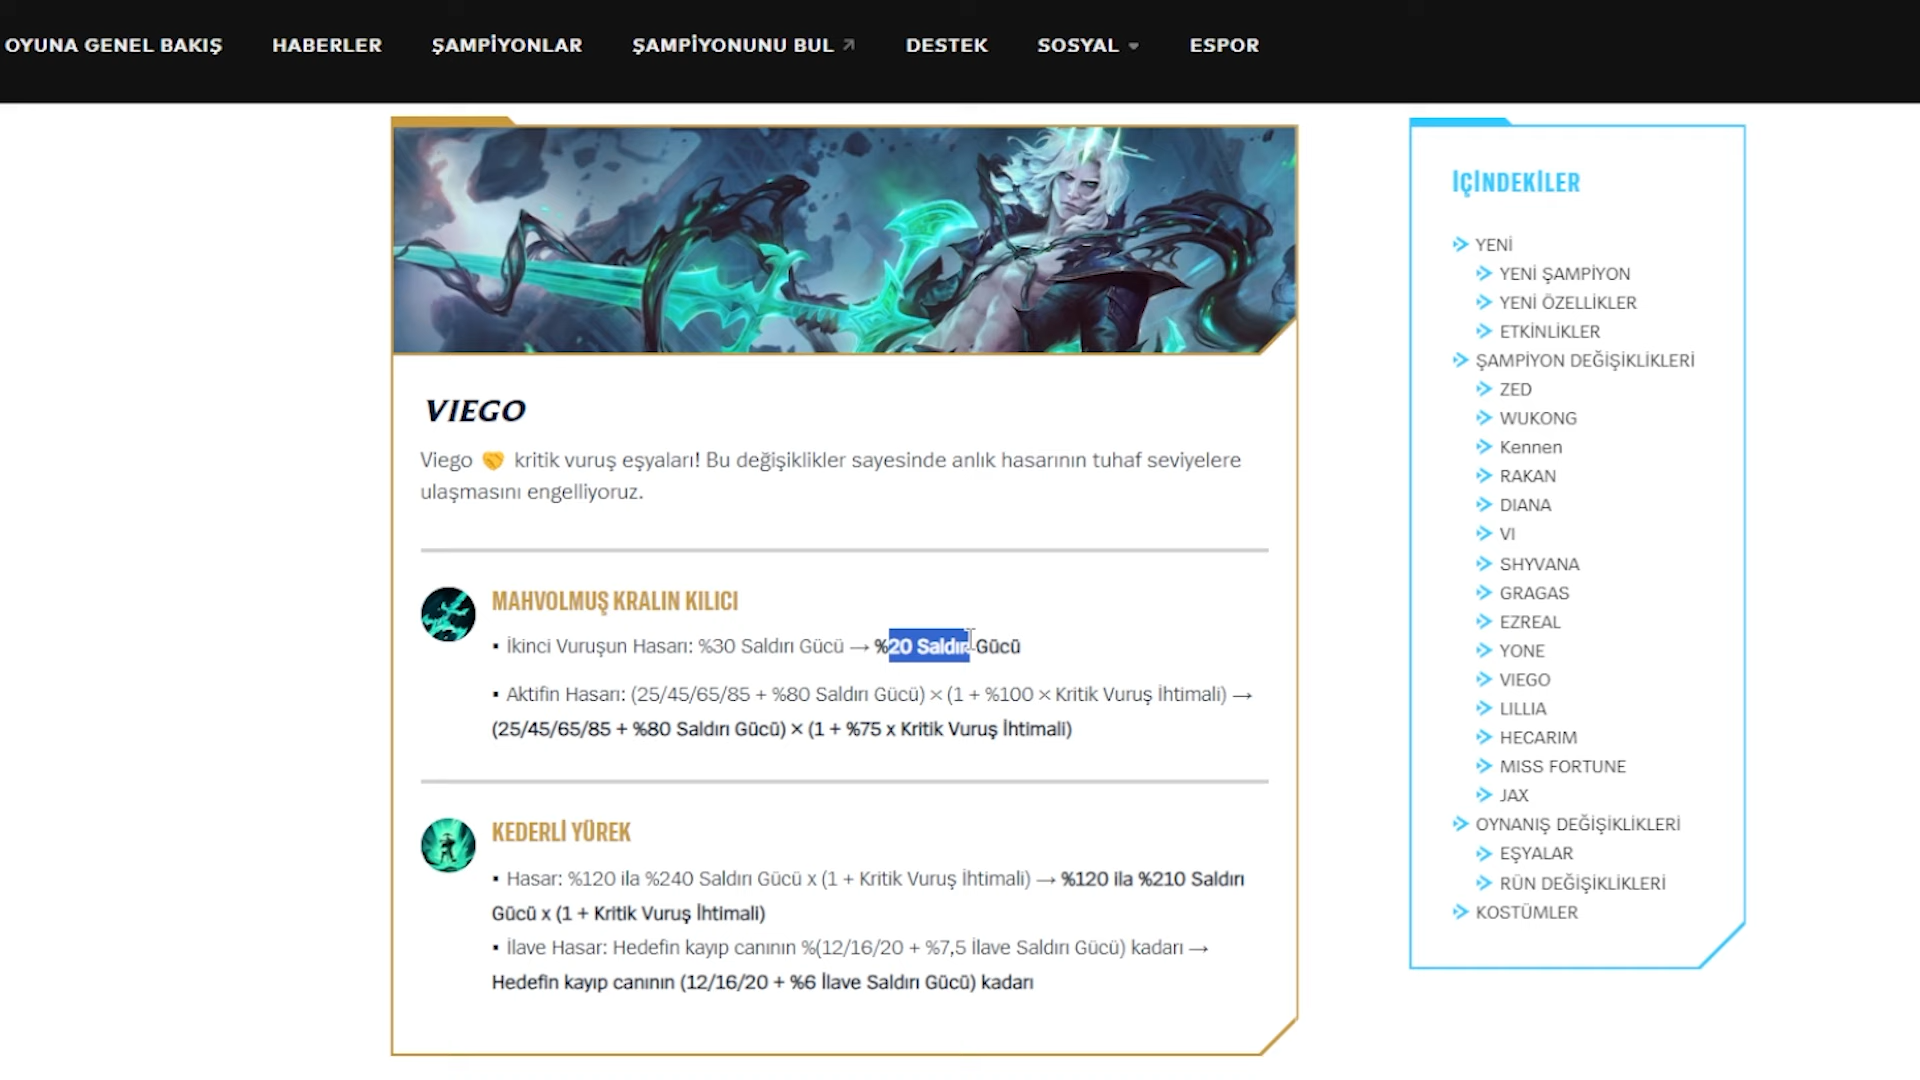 OYUNA GENEL BAKIŞ HABERLER ŞAMPİYONLAR ŞAMPİYONUNU BUL DESTEK SOSYAL ESPOR
VIEGO
Viego 🤝 kritik vuruş eşyaları! Bu değişiklikler sayesinde anlık hasarının tuhaf seviyelere
ulaşmasını engelliyoruz.
MAHVOLMUŞ KRALIN KILICI
▪ İkinci Vuruşun Hasarı: %30 Saldırı Gücü → %20 Saldırı Gücü
▪ Aktifin Hasarı: (25/45/65/85 + %80 Saldırı Gücü) × (1 + %100 × Kritik Vuruş İhtimali) →
(25/45/65/85 + %80 Saldırı Gücü) × (1 + %75 x Kritik Vuruş İhtimali)
KEDERLİ YÜREK
▪ Hasar: %120 ila %240 Saldırı Gücü x (1 + Kritik Vuruş İhtimali) → %120 ila %210 Saldırı
Gücü x (1 + Kritik Vuruş İhtimali)
▪ İlave Hasar: Hedefin kayıp canının %(12/16/20 + %7,5 İlave Saldırı Gücü) kadarı →
Hedefin kayıp canının (12/16/20 + %6 İlave Saldırı Gücü) kadarı
İÇİNDEKİLER
YENİ
YENİ ŞAMPİYON
YENİ ÖZELLİKLER
ETKİNLİKLER
ŞAMPİYON DEĞİŞİKLİKLERİ
ZED
WUKONG
Kennen
RAKAN
DIANA
VI
SHYVANA
GRAGAS
EZREAL
YONE
VIEGO
LILLIA
HECARIM
MISS FORTUNE
JAX
OYNANIŞ DEĞİŞİKLİKLERİ
EŞYALAR
RÜN DEĞİŞİKLİKLERİ
KOSTÜMLER